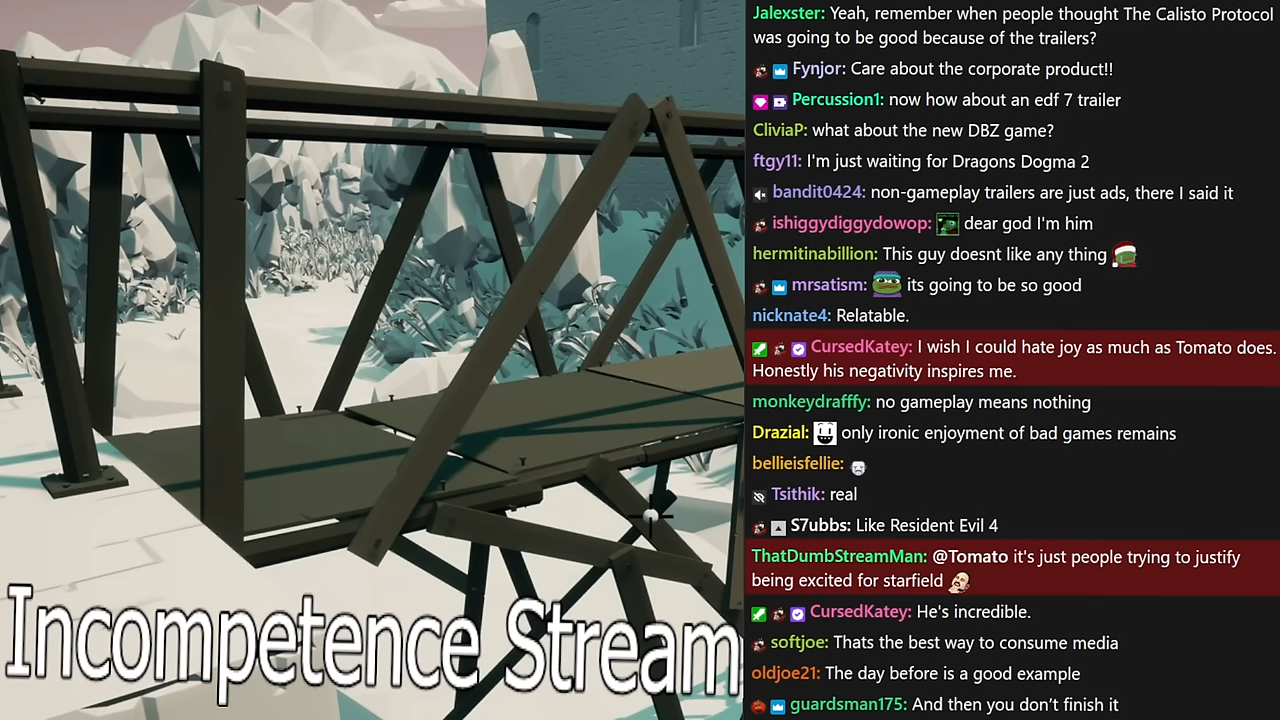 Jalexster: Yeah, remember when people thought The Calisto Protocol
was going to be good because of the trailers?
Fynjor: Care about the corporate product!!
Percussion1: now how about an edf 7 trailer
CliviaP: what about the new DBZ game?
ftgy11: I'm just waiting for Dragons Dogma 2
bandit0424: non-gameplay trailers are just ads, there I said it
ishiggydiggydowop: dear god I'm him
hermitinabillion: This guy doesnt like any thing
mrsatism: its going to be so good
nicknate4: Relatable.
CursedKatey: I wish I could hate joy as much as Tomato does.
Honestly his negativity inspires me.
monkeydrafffy: no gameplay means nothing
Drazial: only ironic enjoyment of bad games remains
bellieisfellie:
Tsithik: real
S7ubbs: Like Resident Evil 4
ThatDumbStreamMan: @Tomato it's just people trying to justify
being excited for starfield
CursedKatey: He's incredible.
softjoe: Thats the best way to consume media
oldjoe21: The day before is a good example
guardsman175: And then you don't finish it
Incompetence Stream